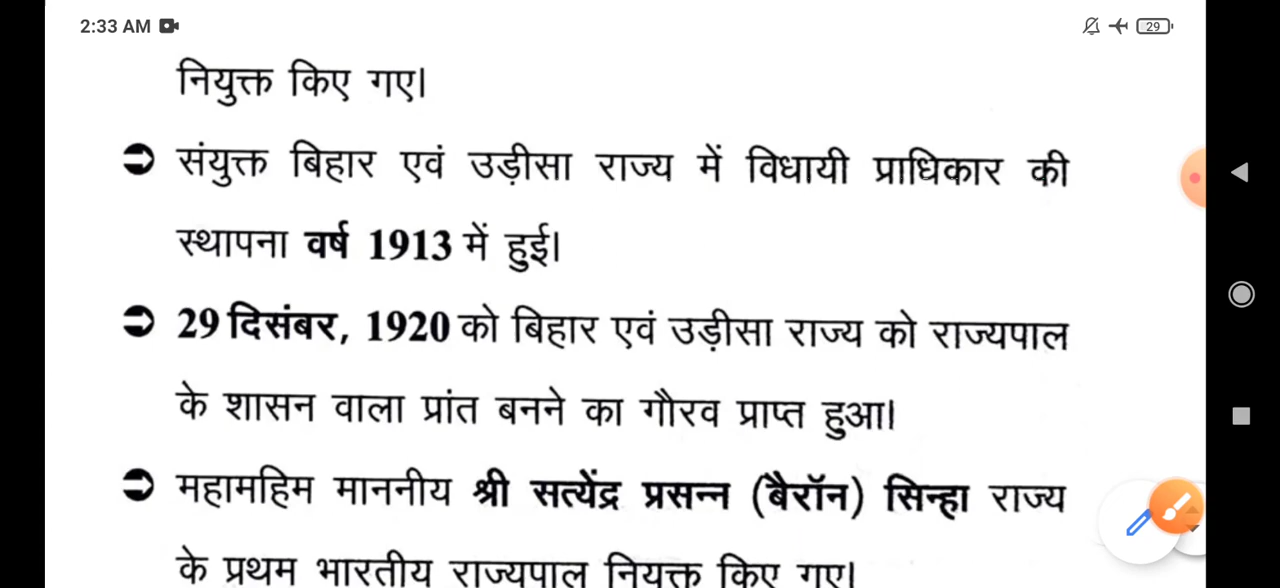 2:33 AM
29
नियुक्त किए गए।
संयुक्त बिहार एवं उड़ीसा राज्य में विधायी प्राधिकार की
स्थापना वर्ष 1913 में हुई।
29 दिसंबर, 1920 को बिहार एवं उड़ीसा राज्य को राज्यपाल
के शासन वाला प्रांत बनने का गौरव प्राप्त हुआ।
महामहिम माननीय श्री सत्येंद्र प्रसन्न (बैरॉन) सिन्हा राज्य
के प्रथम भारतीय राज्यपाल नियुक्त किए गए।